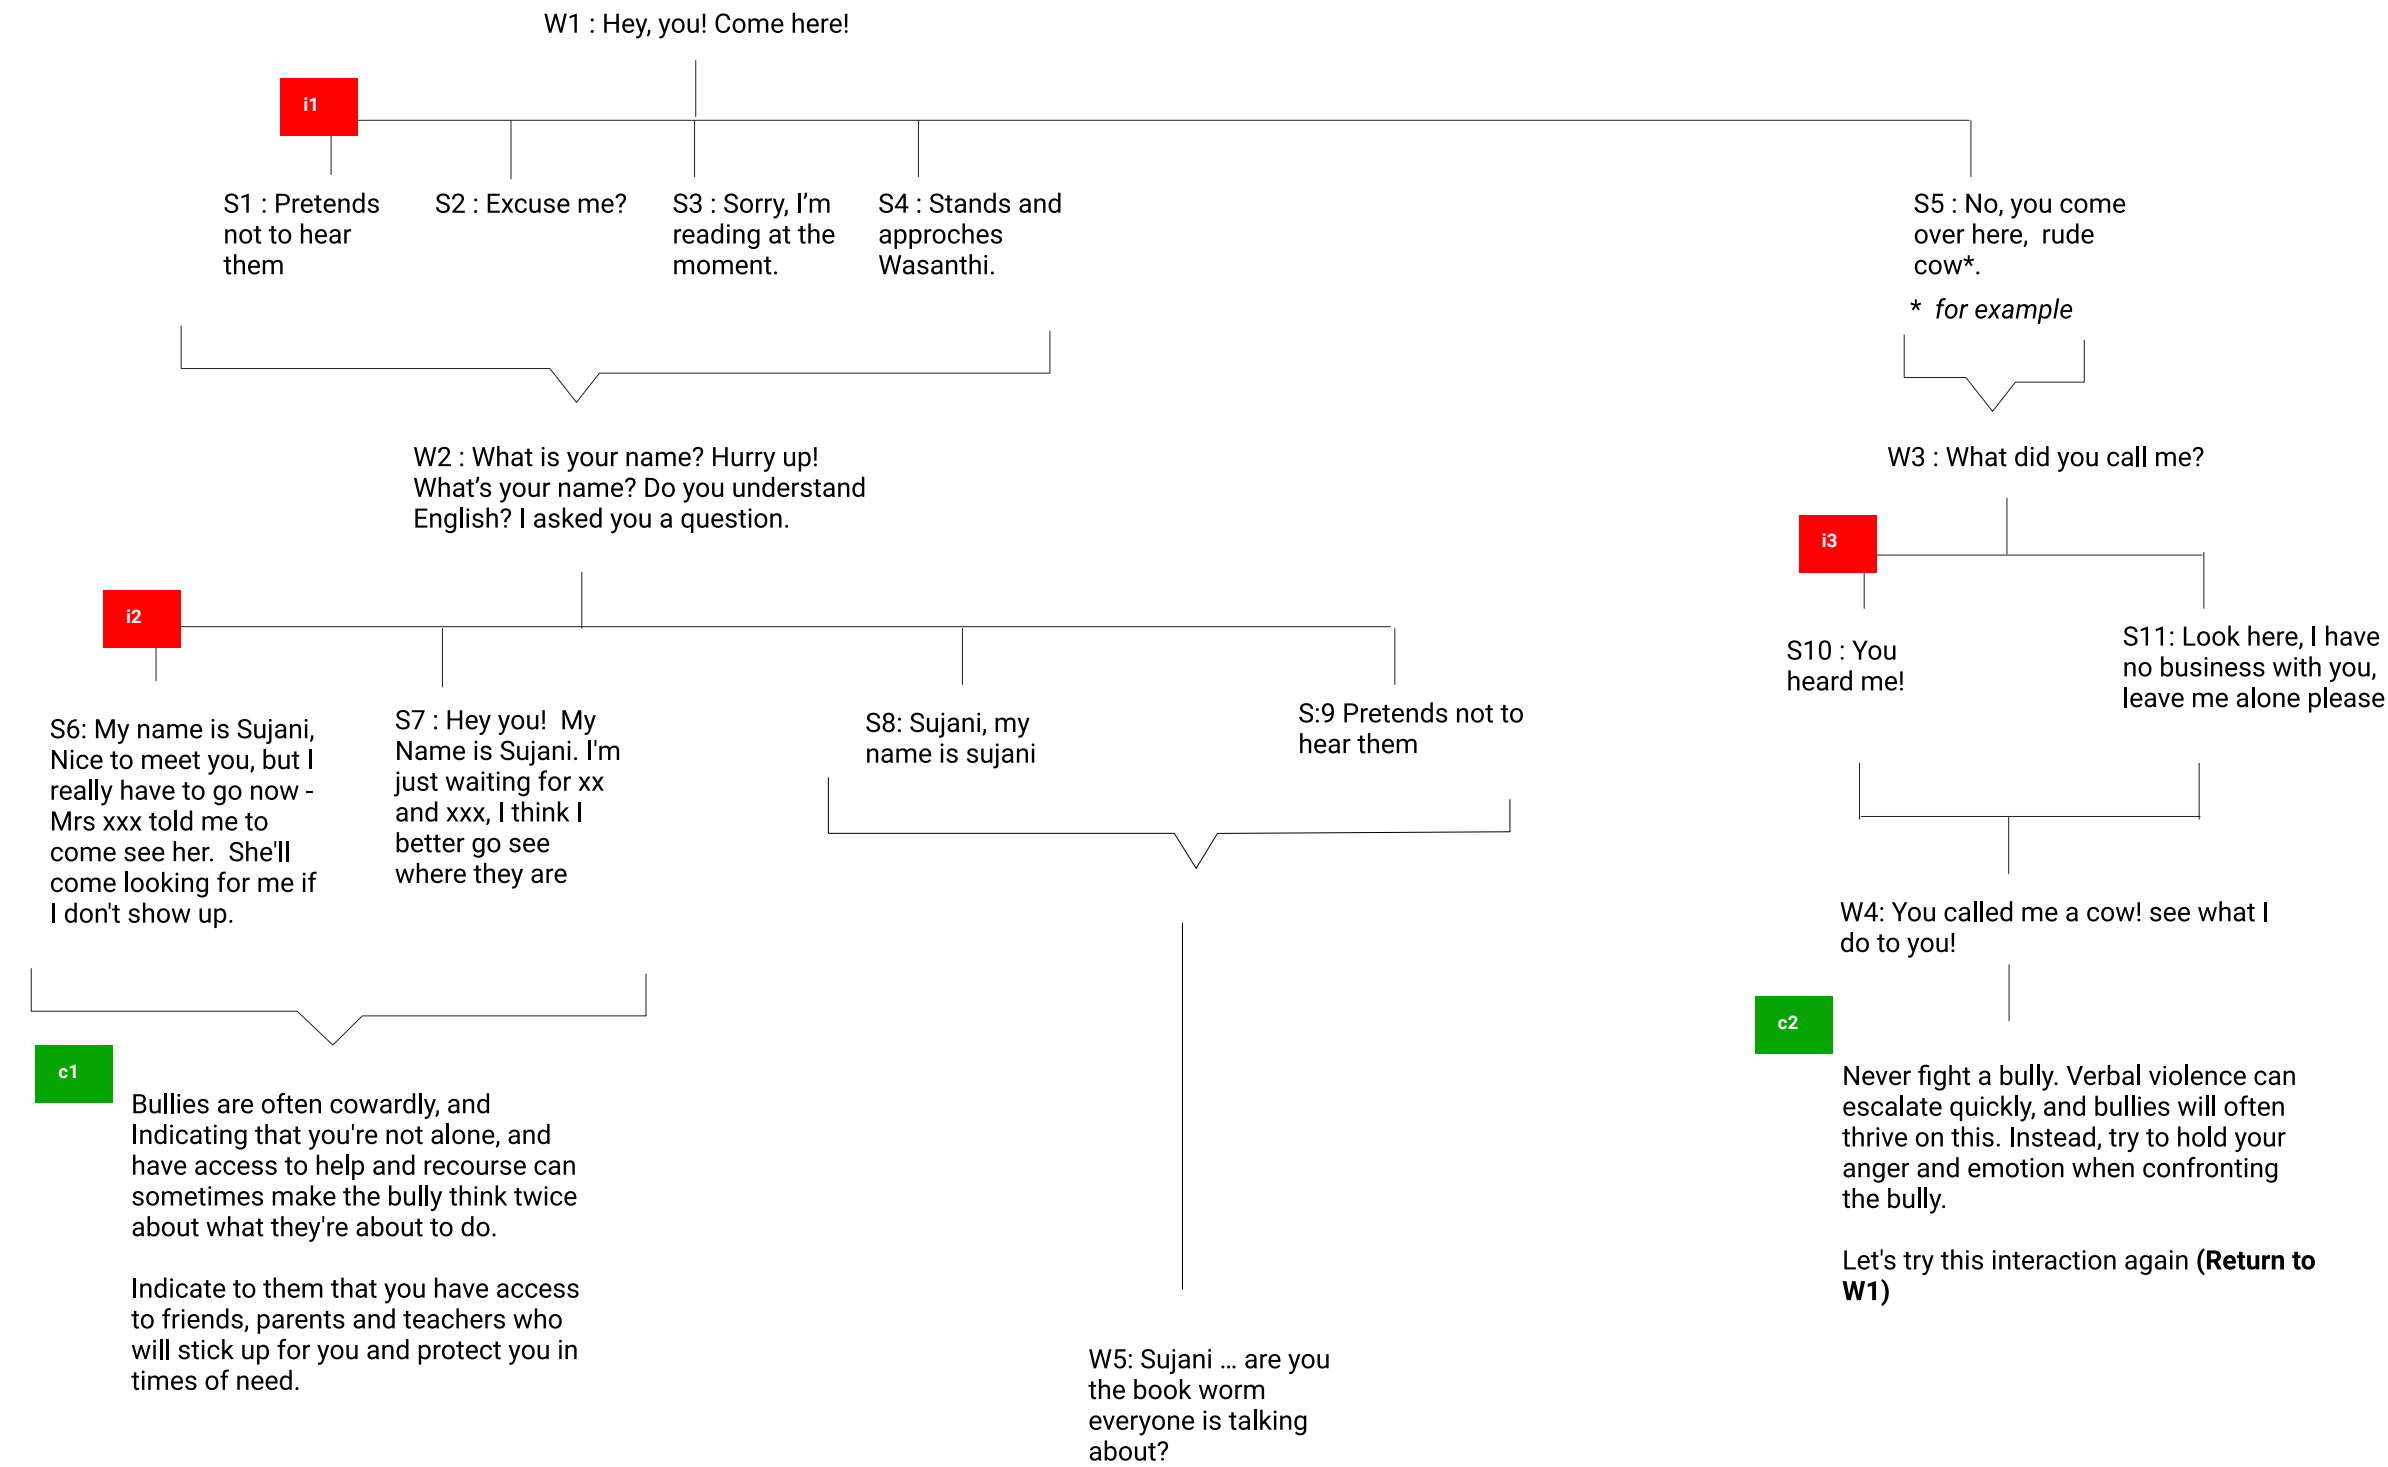 W1 : Hey, you! Come here!
i1
S1 : Pretends
not to hear
them
S2 : Excuse me?
S3 : Sorry, I’m
reading at the
moment.
S4 : Stands and
approches
Wasanthi.
S5 : No, you come
over here, rude
cow*.
* for example
W2 : What is your name? Hurry up!
What’s your name? Do you understand
English? I asked you a question.
W3 : What did you call me?
i3
i2
S10 : You
heard me!
S11: Look here, I have
no business with you,
leave me alone please
S6: My name is Sujani,
Nice to meet you, but I
really have to go now -
Mrs xxx told me to
come see her. She'll
come looking for me if
I don't show up.
S7 : Hey you! My
Name is Sujani. I'm
just waiting for xx
and xxx, I think I
better go see
where they are
S8: Sujani, my
name is sujani
S:9 Pretends not to
hear them
W4: You called me a cow! see what I
do to you!
c1
Bullies are often cowardly, and
Indicating that you're not alone, and
have access to help and recourse can
sometimes make the bully think twice
about what they're about to do.
Indicate to them that you have access
to friends, parents and teachers who
will stick up for you and protect you in
times of need.
c2
Never fight a bully. Verbal violence can
escalate quickly, and bullies will often
thrive on this. Instead, try to hold your
anger and emotion when confronting
the bully.
Let's try this interaction again (Return to
W1)
W5: Sujani ... are you
the book worm
everyone is talking
about?